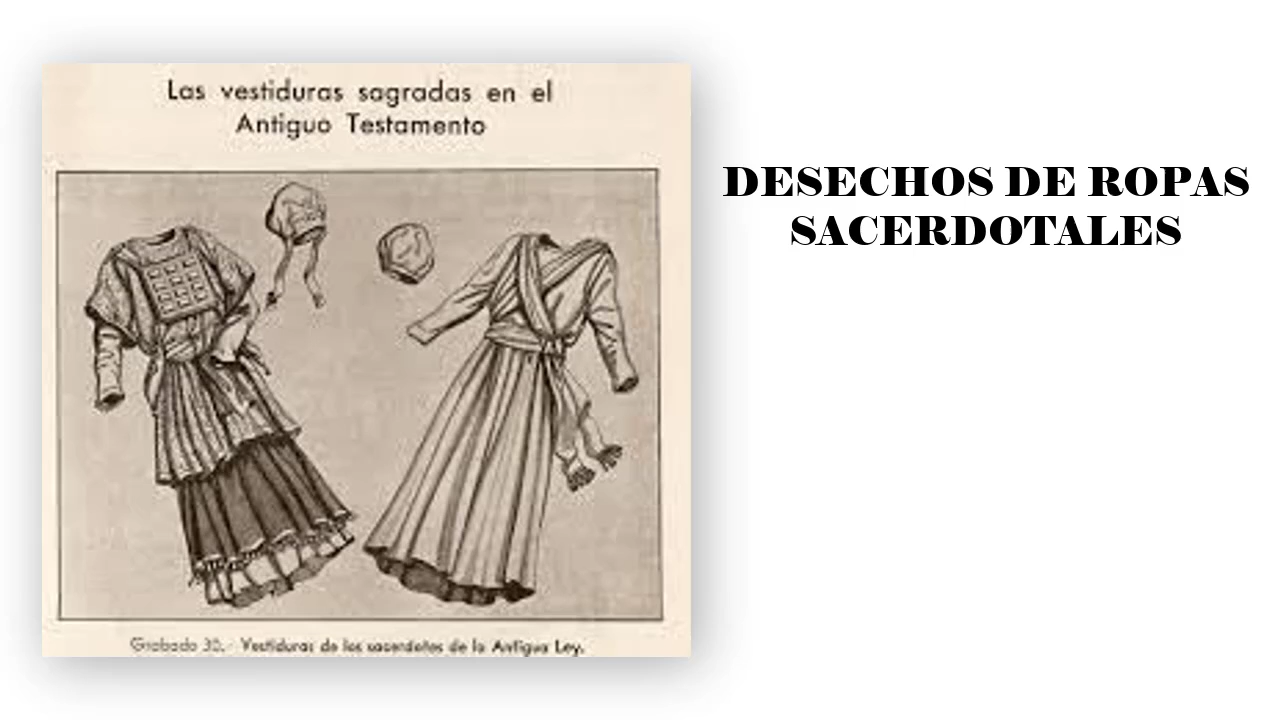 Las vestiduras sagradas en el
Antiguo Testamento
DESECHOS DE ROPAS
SACERDOTALES
Grabado 35.- Vestiduras de los sacerdotes de la Antigua Ley.